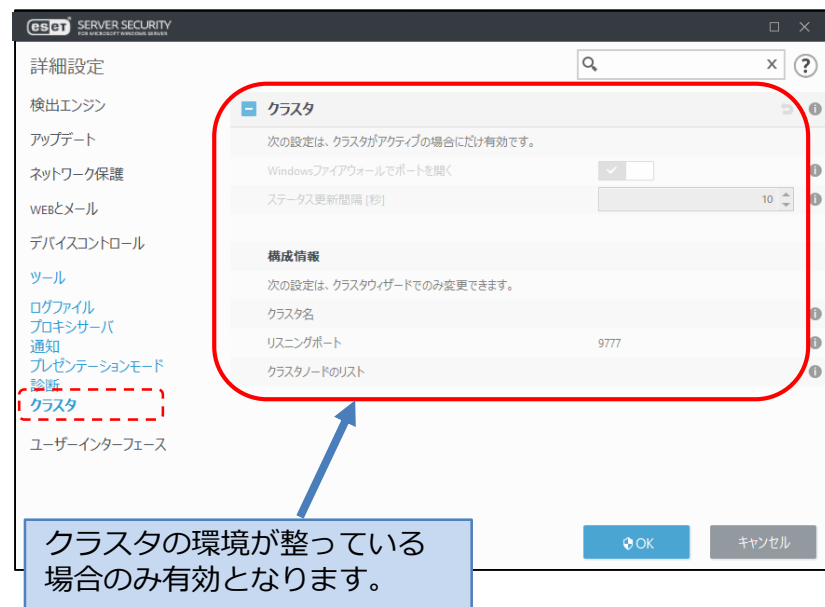 eset SERVER SECURITY
FOR MICROSOFT WINDOWS SERVER
詳細設定
検出エンジン
アップデート
ネットワーク保護
WEBとメール
デバイスコントロール
ツール
ログファイル
プロキシサーバ
通知
プレゼンテーションモード
診断
クラスタ
ユーザーインターフェース
クラスタ
次の設定は、クラスタがアクティブの場合にだけ有効です。
Windowsファイアウォールでポートを開く
ステータス更新間隔 [秒] 10
構成情報
次の設定は、クラスタウィザードでのみ変更できます。
クラスタ名
リスニングポート 9777
クラスタノードのリスト
クラスタの環境が整っている
場合のみ有効となります。
OK キャンセル